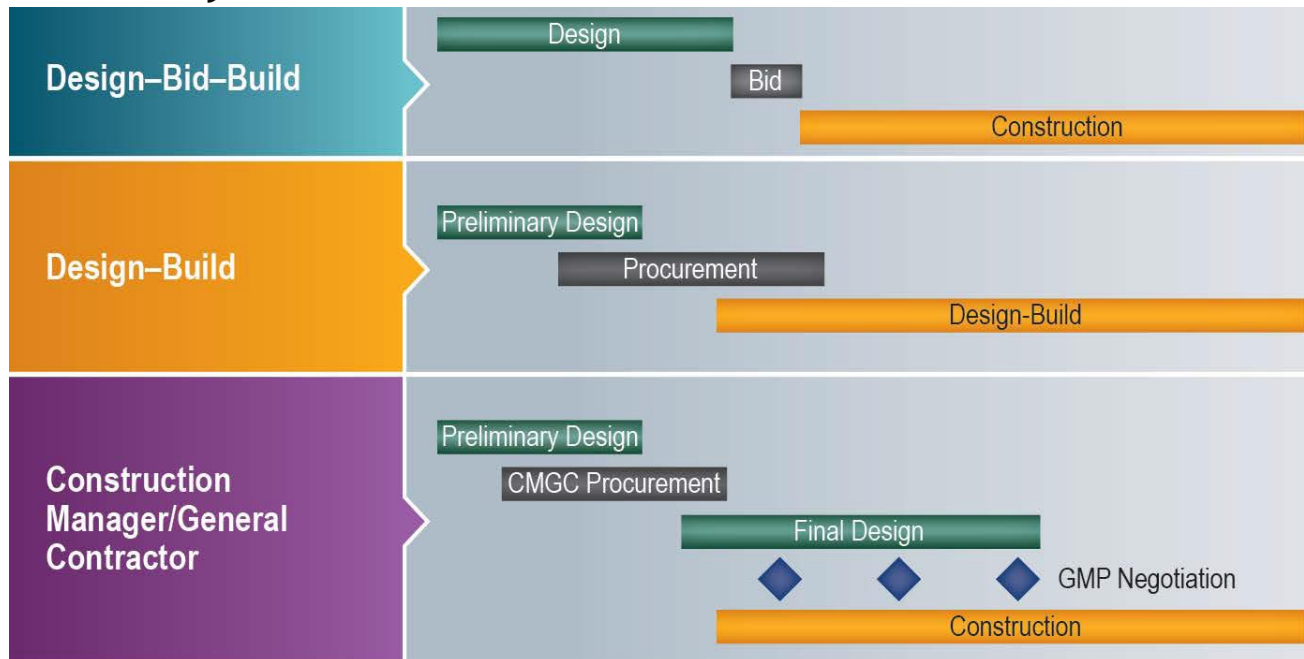 Design–Bid–Build
Design
Bid
Construction
Design–Build
Preliminary Design
Procurement
Design-Build
Construction
Manager/General
Contractor
Preliminary Design
CMGC Procurement
Final Design
GMP Negotiation
Construction